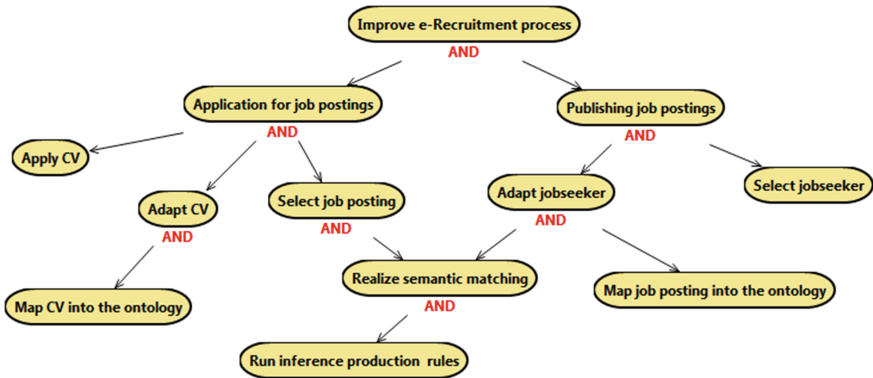 Improve e-Recruitment process
AND
Application for job postings
Publishing job postings
AND
AND
Apply CV
Select jobseeker
Adapt CV
Select job posting
Adapt jobseeker
AND
AND
AND
Realize semantic matching
Map CV into the ontology
Map job posting into the ontology
AND
Run inference production rules